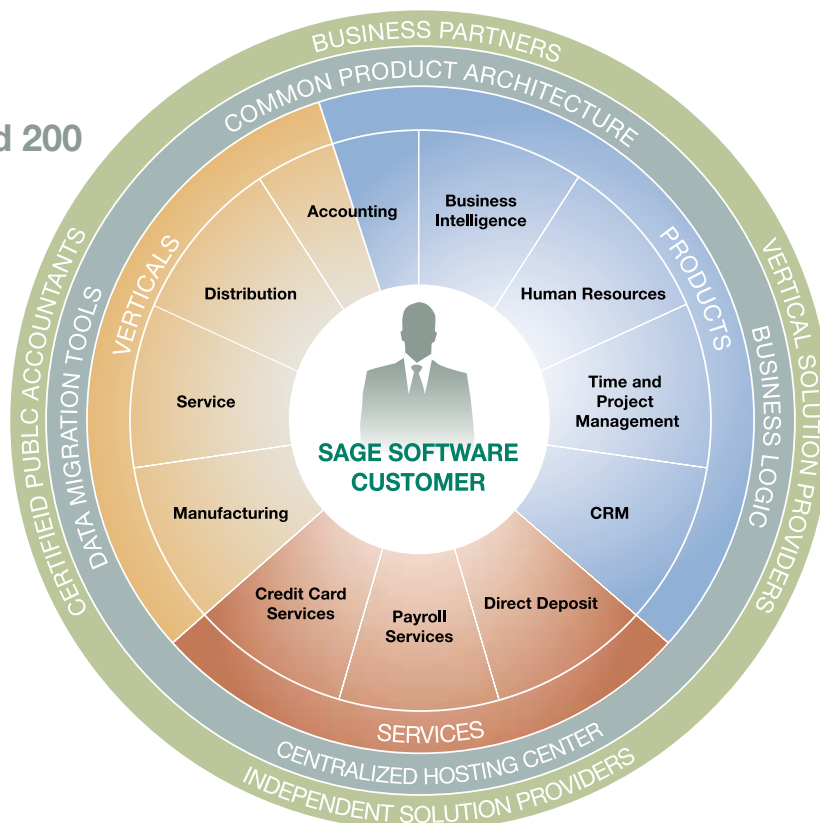 d 200
BUSINESS PARTNERS
COMMON PRODUCT ARCHITECTURE
Accounting
Business
Intelligence
VERTICALS
PRODUCTS
Distribution
Human Resources
CERTIFIEID PUBLC ACCOUNTANTS
DATA MIGRATION TOOLS
BUSINESS LOGIC
VERTICAL SOLUTION PROVIDERS
Service
Time and
Project
Management
SAGE SOFTWARE
CUSTOMER
Manufacturing
CRM
Credit Card
Services
Payroll
Services
Direct Deposit
SERVICES
CENTRALIZED HOSTING CENTER
INDEPENDENT SOLUTION PROVIDERS